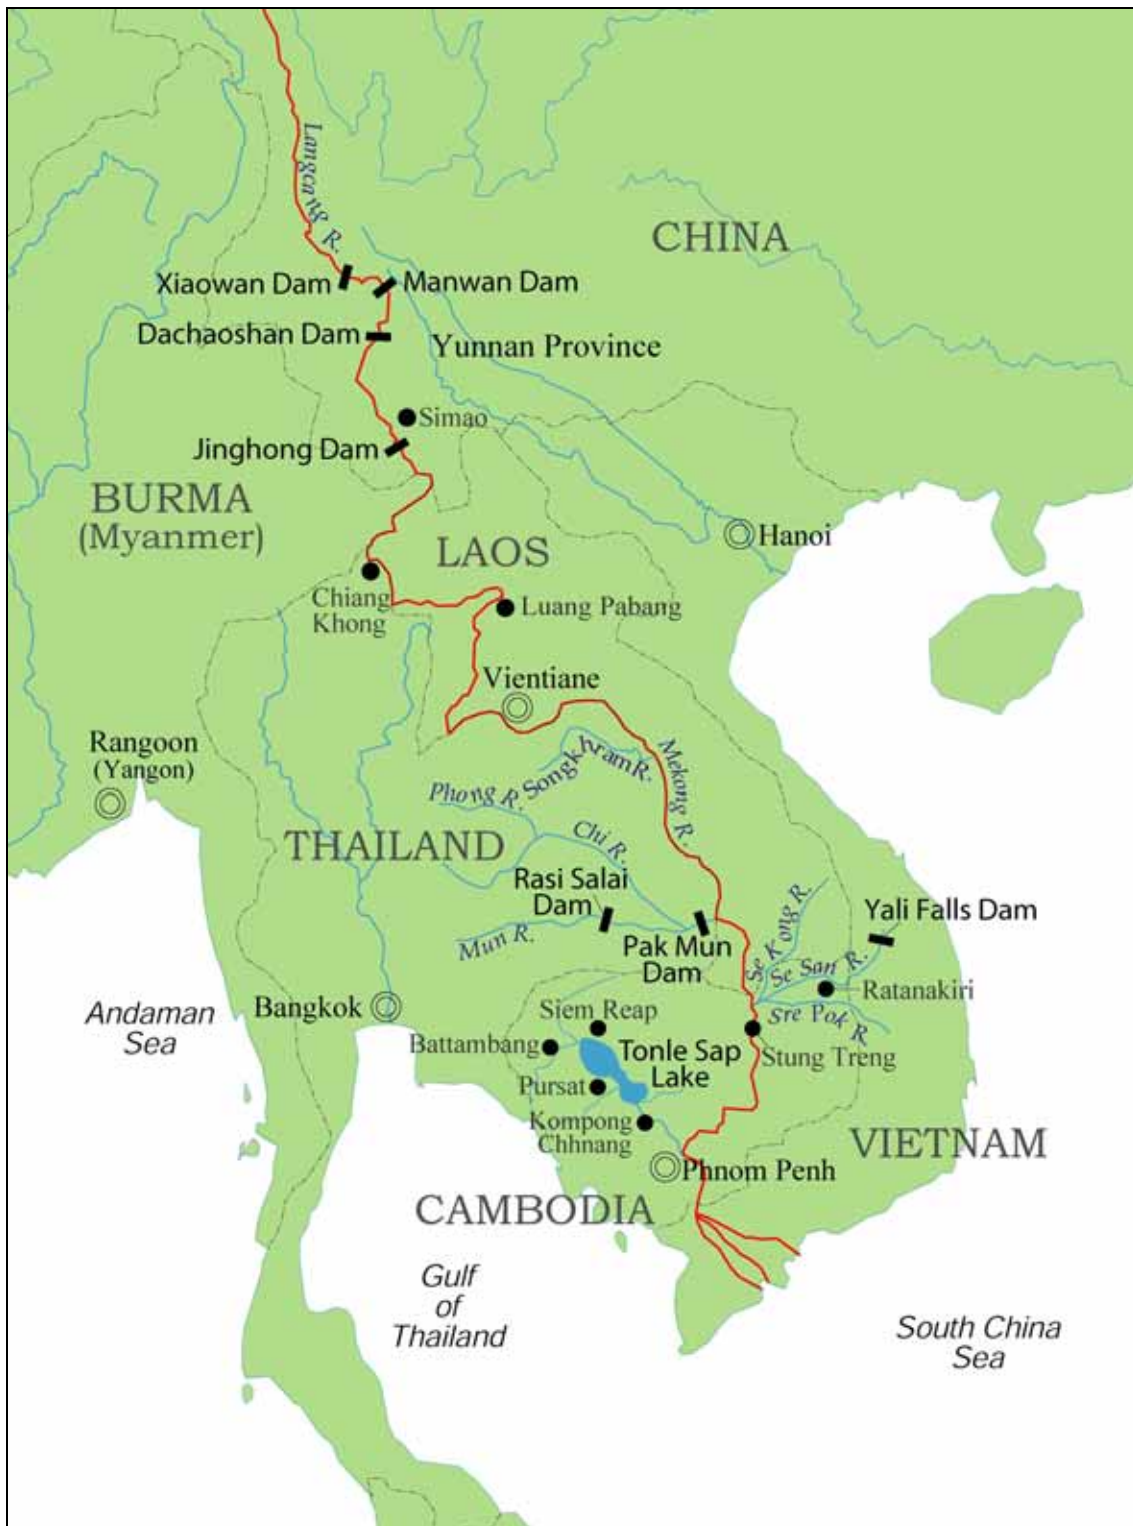 Langcang R.
CHINA
Xiaowan Dam
Manwan Dam
Dachaoshan Dam
Yunnan Province
Simao
Jinghong Dam
BURMA
(Myanmer)
Hanoi
LAOS
Chiang
Khong
Luang Pabang
Vientiane
Rangoon
(Yangon)
Songkhram R.
Mekong R.
Phong R.
THAILAND
Chi R.
Rasi Salai
Dam
Mun R.
Pak Mun
Dam
Se Kong R.
Yali Falls Dam
Se San R.
Ratanakiri
Sre Pok R.
Andaman
Sea
Bangkok
Siem Reap
Battambang
Tonle Sap
Lake
Stung Treng
Pursat
Kompong
Chhnang
VIETNAM
Phnom Penh
CAMBODIA
Gulf
of
Thailand
South China
Sea